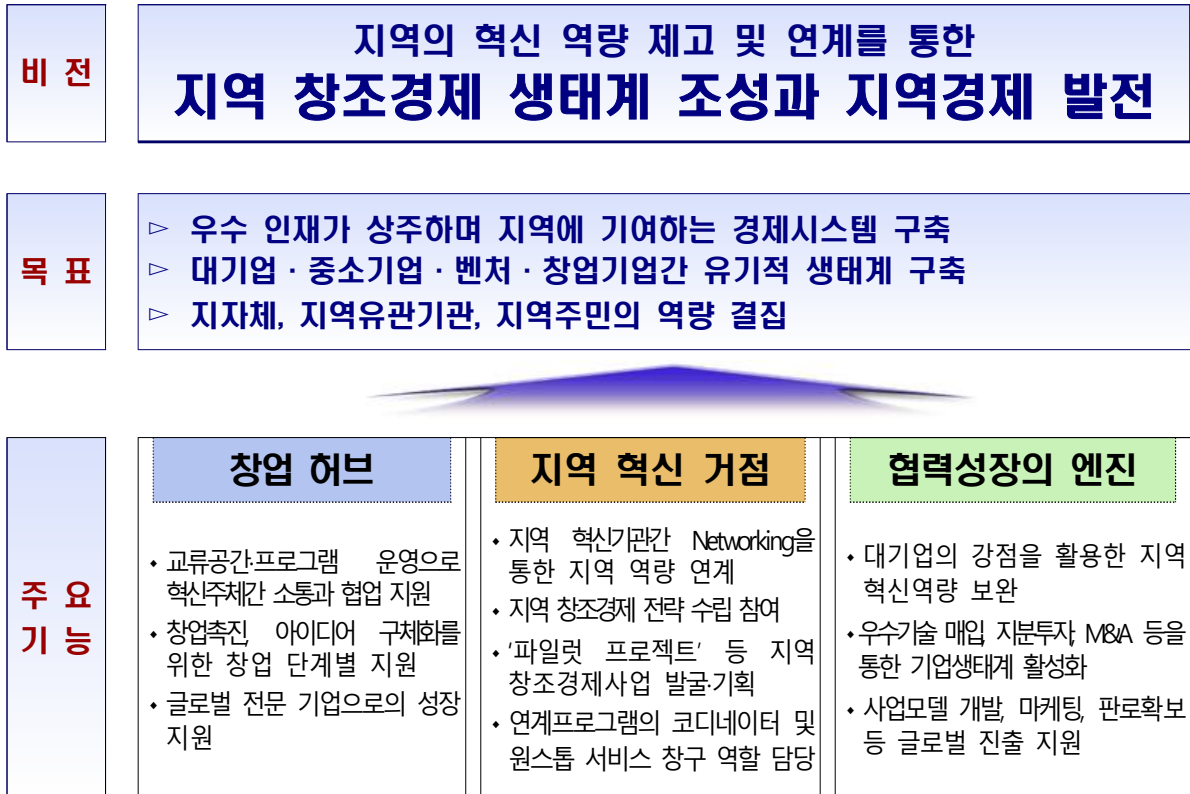 비 전
지역의 혁신 역량 제고 및 연계를 통한
지역 창조경제 생태계 조성과 지역경제 발전
목 표
▻ 우수 인재가 상주하며 지역에 기여하는 경제시스템 구축
▻ 대기업·중소기업·벤처·창업기업간 유기적 생태계 구축
▻ 지자체, 지역유관기관, 지역주민의 역량 결집
주 요
기 능
창업 허브
• 교류공간·프로그램 운영으로
혁신주체간 소통과 협업 지원
• 창업촉진, 아이디어 구체화를
위한 창업 단계별 지원
• 글로벌 전문 기업으로의 성장
지원
지역 혁신 거점
• 지역 혁신기관간 Networking을
통한 지역 역량 연계
• 지역 창조경제 전략 수립 참여
• '파일럿 프로젝트' 등 지역
창조경제사업 발굴·기획
• 연계프로그램의 코디네이터 및
원스톱 서비스 창구 역할 담당
협력성장의 엔진
• 대기업의 강점을 활용한 지역
혁신역량 보완
• 우수기술 매입, 지분투자, M&A 등을
통한 기업생태계 활성화
• 사업모델 개발, 마케팅, 판로확보
등 글로벌 진출 지원